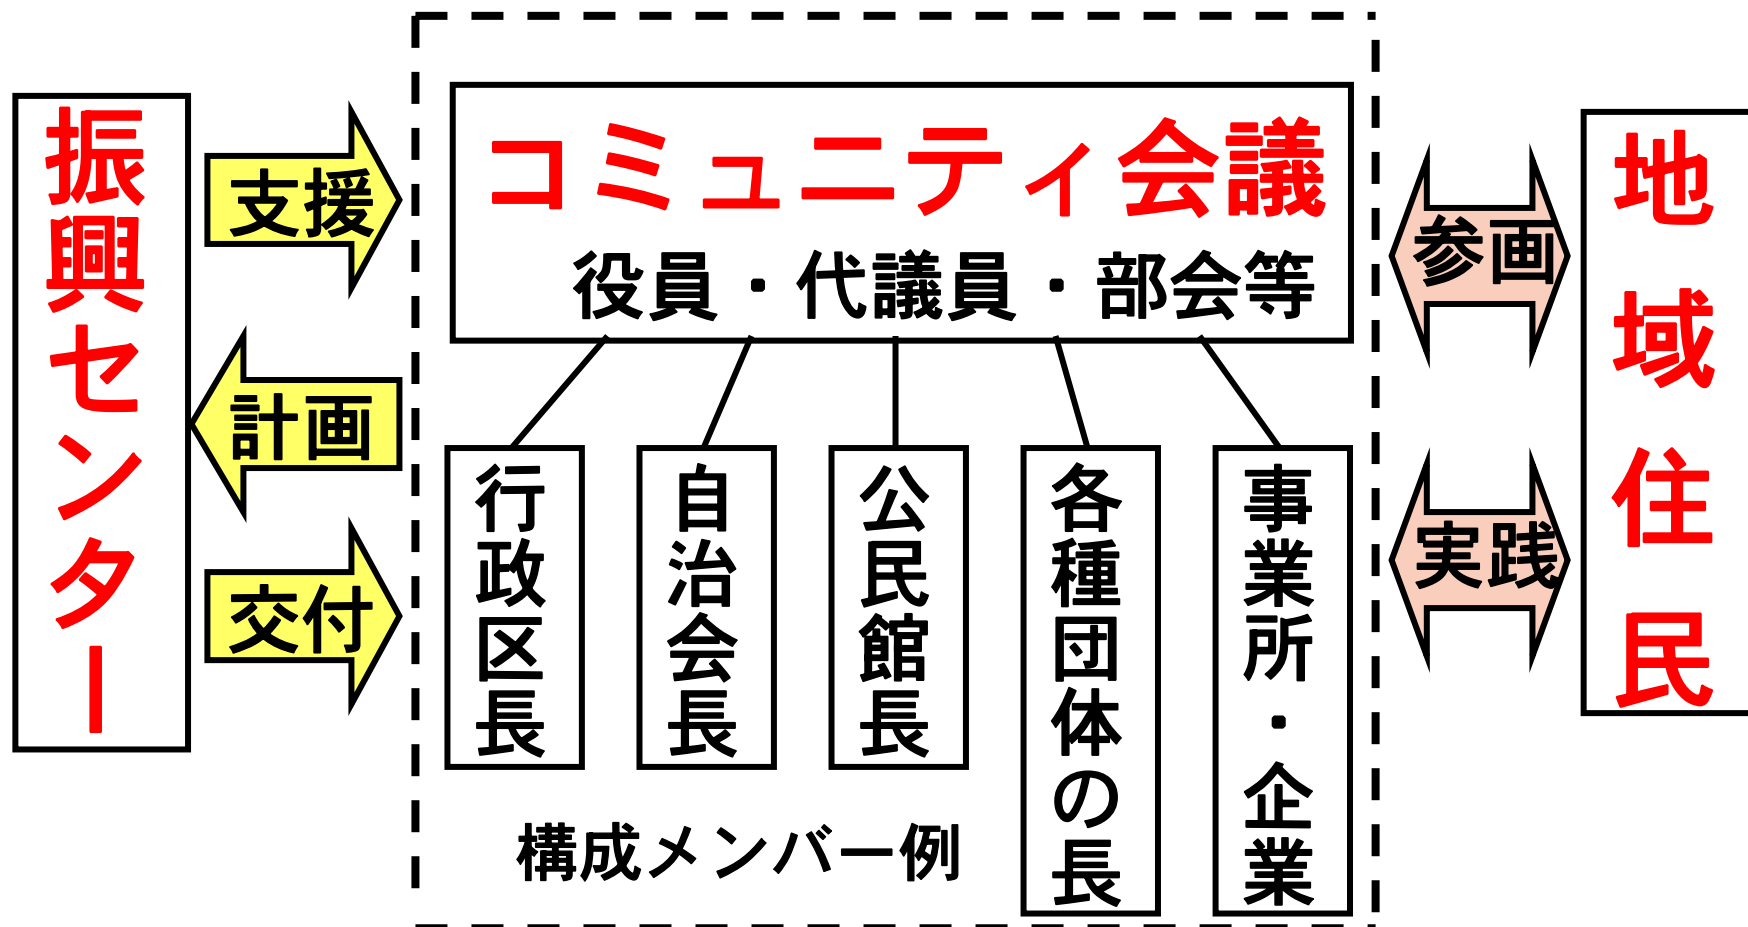 振興センター
支援
計画
交付
コミュニティ会議
役員・代議員・部会等
行政区長
自治会長
公民館長
各種団体の長
事業所・企業
構成メンバー例
参画
実践
地域住民